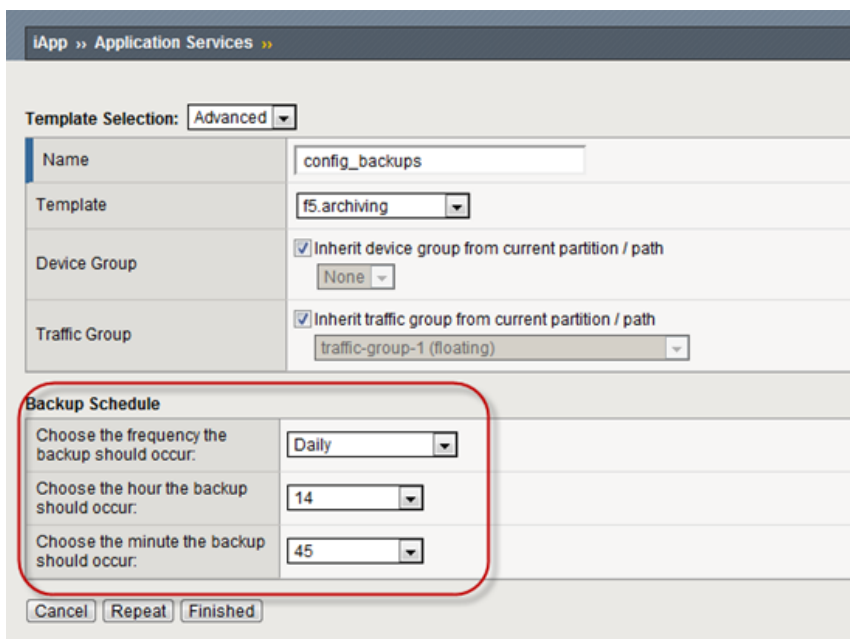 iApp ›› Application Services ››
Template Selection: Advanced
Name config_backups
Template f5.archiving
Device Group Inherit device group from current partition / path
None
Traffic Group Inherit traffic group from current partition / path
traffic-group-1 (floating)
Backup Schedule
Choose the frequency the
backup should occur: Daily
Choose the hour the backup
should occur: 14
Choose the minute the backup
should occur: 45
Cancel Repeat Finished